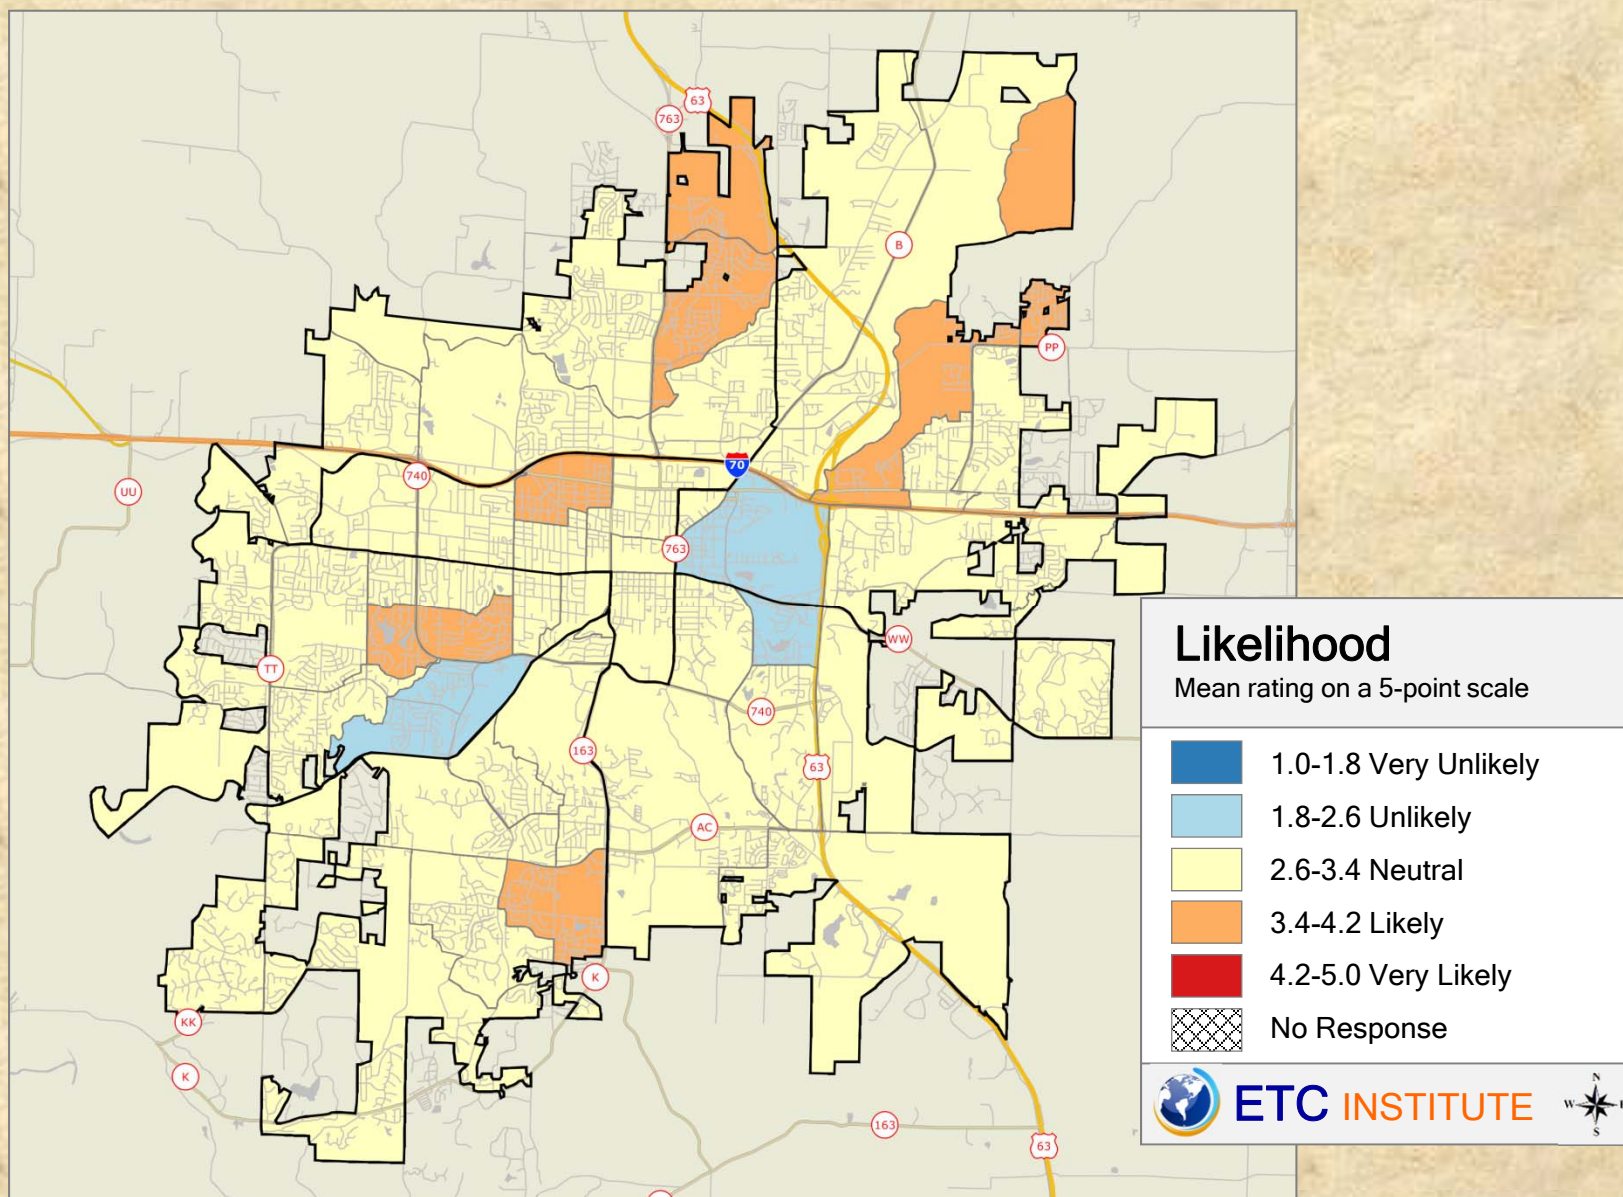 63
763
B
PP
70
740
UU
763
WW
TT
740
163
63
AC
K
KK
K
163
63
Likelihood
Mean rating on a 5-point scale
1.0-1.8 Very Unlikely
1.8-2.6 Unlikely
2.6-3.4 Neutral
3.4-4.2 Likely
4.2-5.0 Very Likely
No Response
ETC INSTITUTE
N
W
S